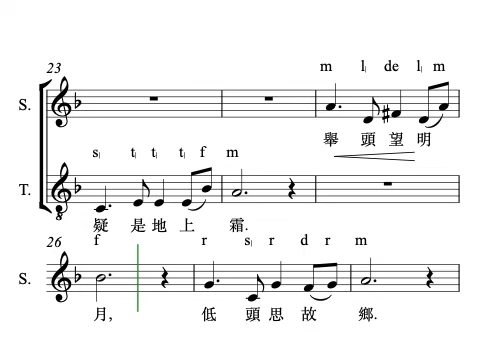 23
m l, de l, m
S.
舉 頭 望 明
s, t, t, t, f m
T.
疑 是 地 上 霜.
26
f r s, r d r m
S.
月, 低 頭 思 故 鄉.